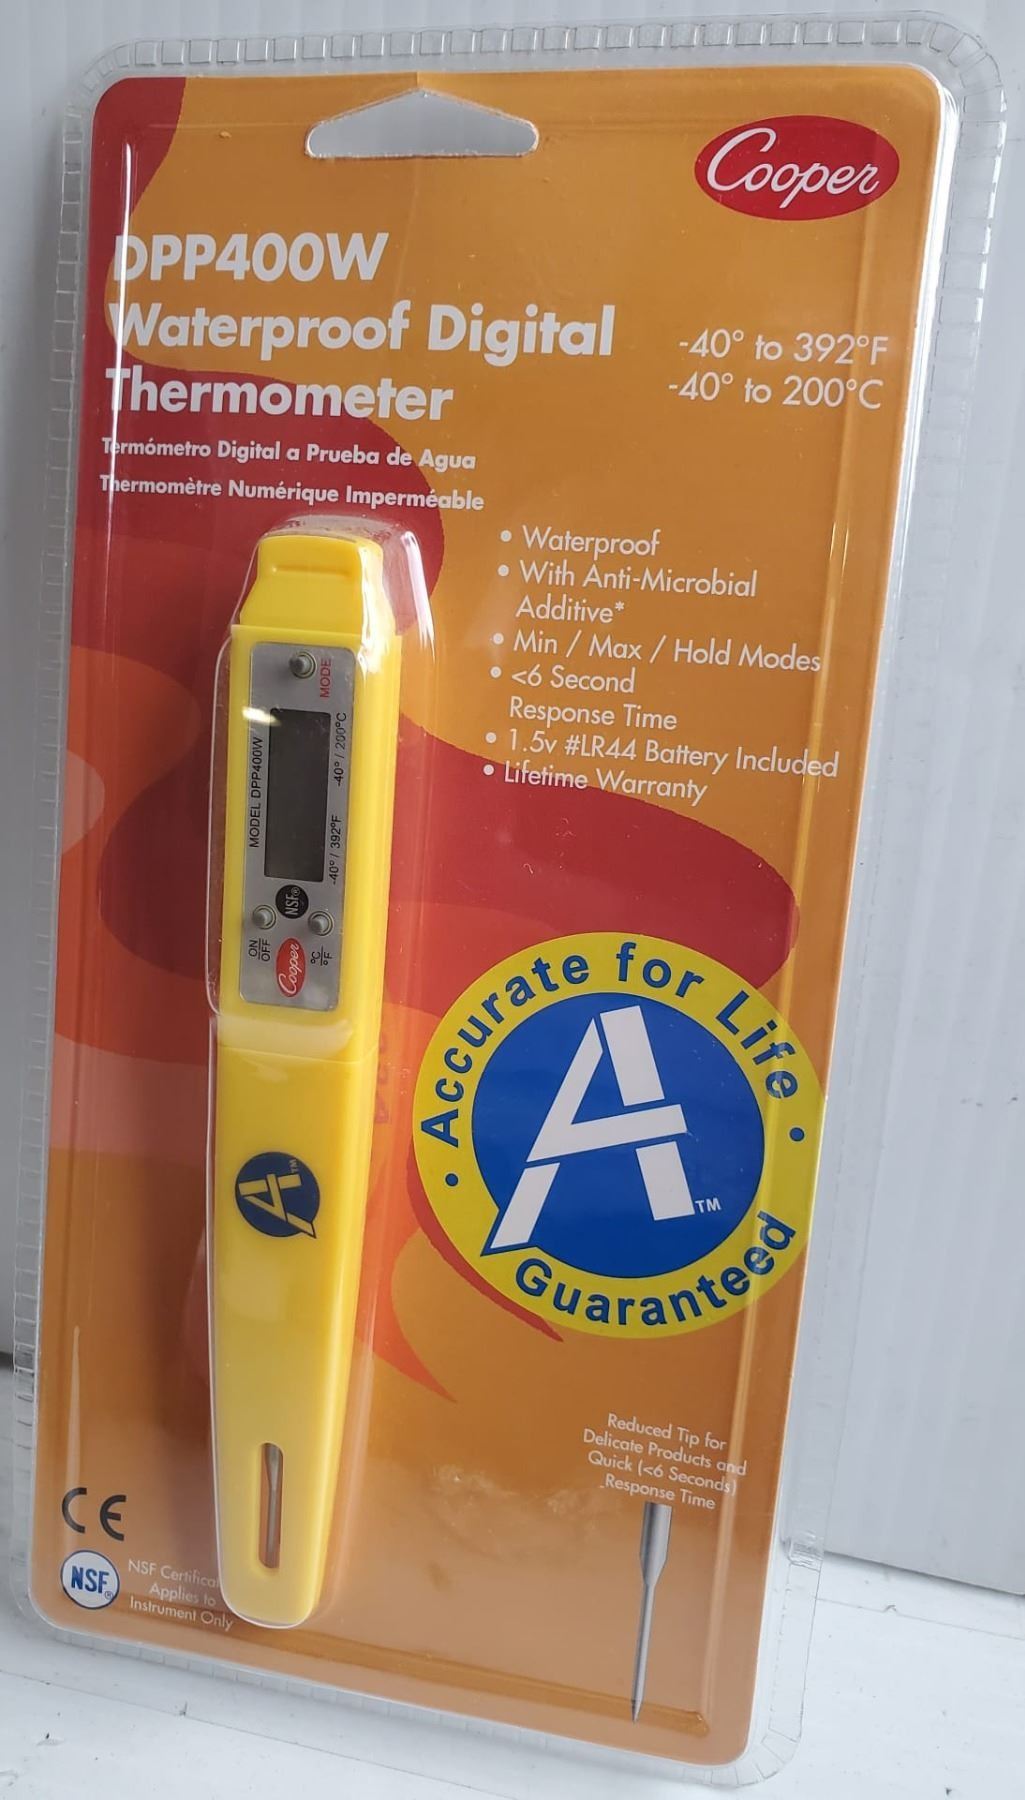 Cooper
DPP400W
Waterproof Digital
Thermometer
-40° to 392°F
-40° to 200°C
Termómetro Digital a Prueba de Agua
Thermomètre Numérique Imperméable
• Waterproof
• With Anti-Microbial
Additive*
• Min / Max / Hold Modes
• <6 Second
Response Time
• 1.5v #LR44 Battery Included
• Lifetime Warranty
MODE
MODEL DPP400W
-40° / 392°F -40° / 200°C
NSF®
ON
OFF
°C
°F
Cooper
A™
• Accurate for Life •
A™
Guaranteed
Reduced Tip for
Delicate Products and
Quick (<6 Seconds)
Response Time
CE
NSF®
NSF
Applies to
Instrument Only